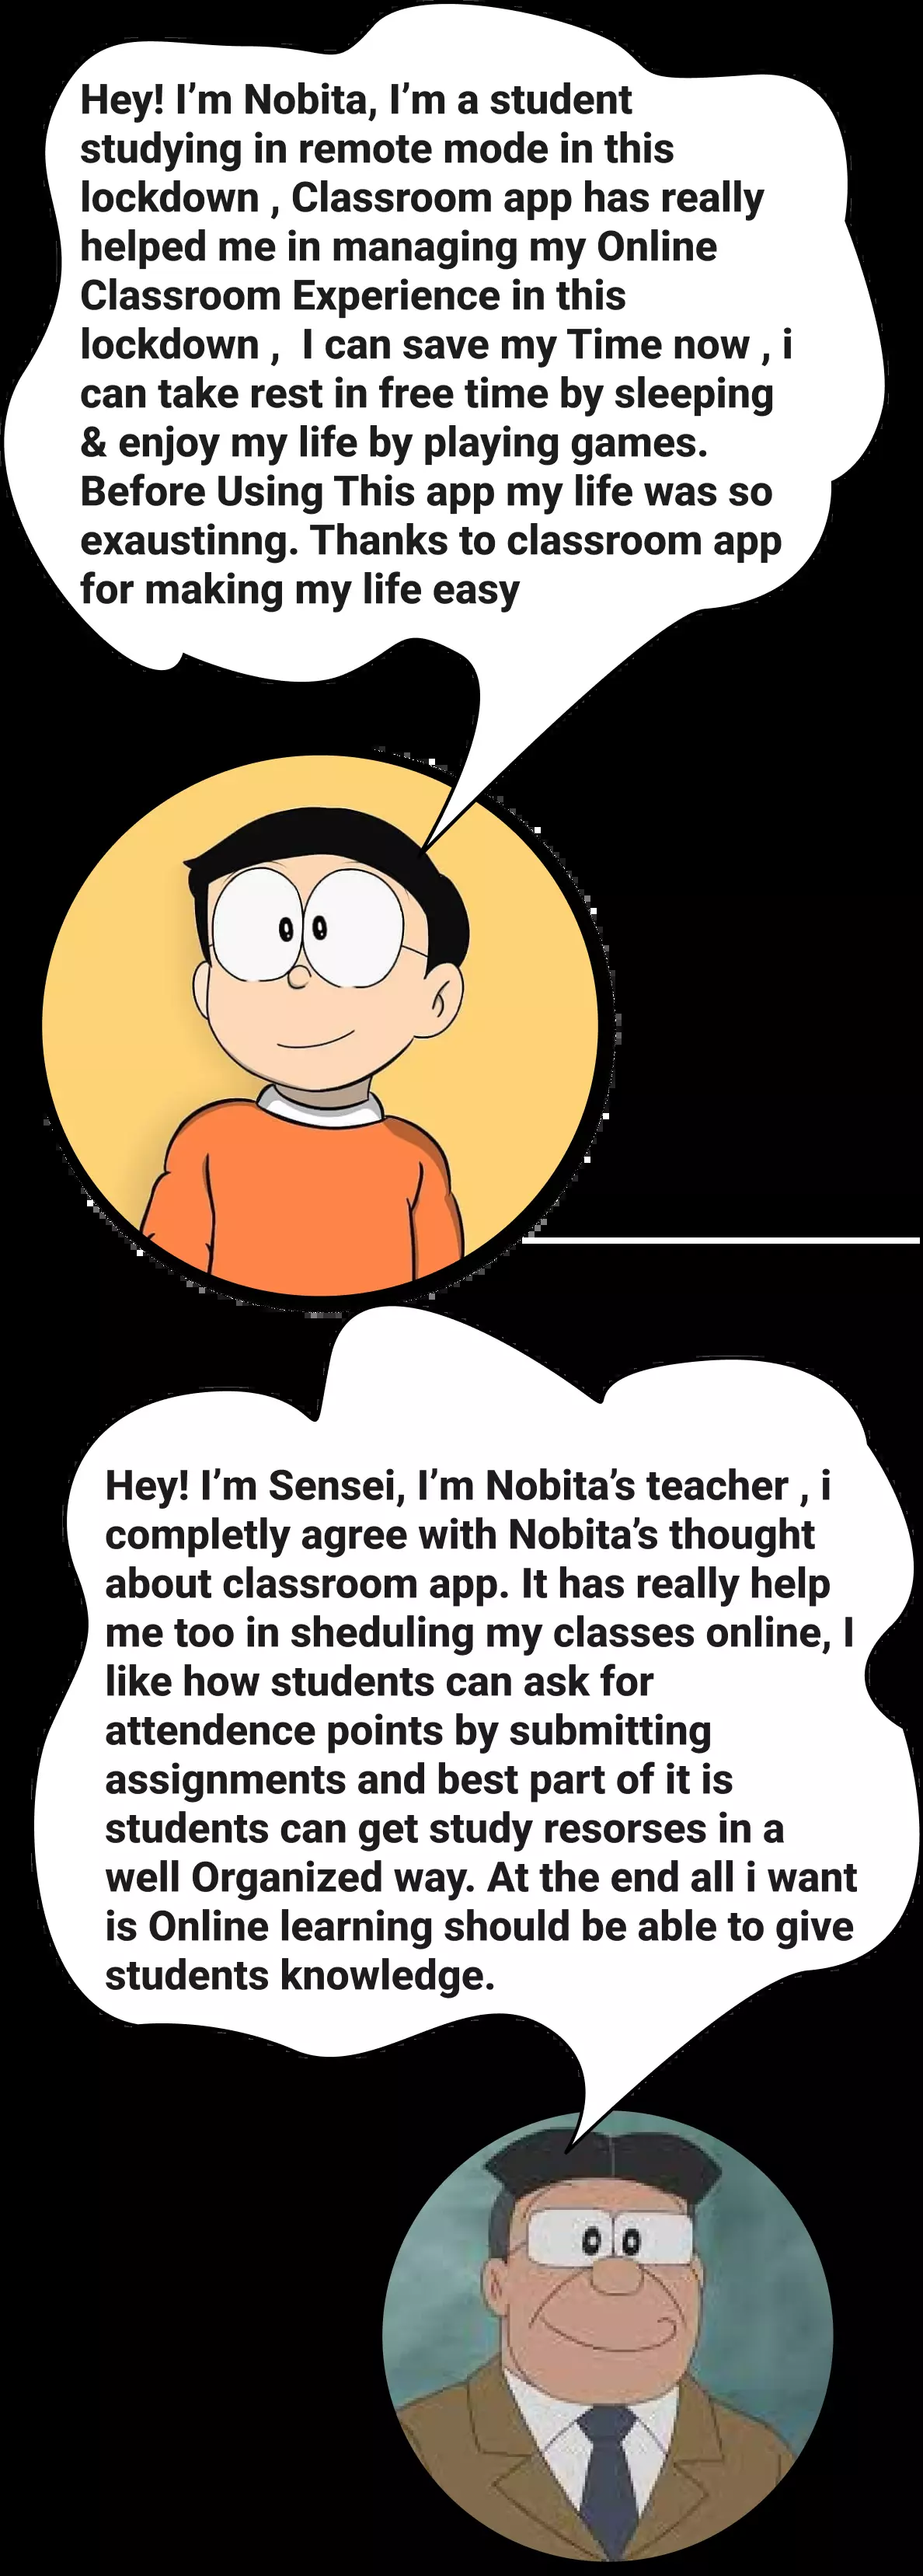 Hey! I’m Nobita, I’m a student
studying in remote mode in this
lockdown , Classroom app has really
helped me in managing my Online
Classroom Experience in this
lockdown ,  I can save my Time now , i
can take rest in free time by sleeping
& enjoy my life by playing games.
Before Using This app my life was so
exaustinng. Thanks to classroom app
for making my life easy
Hey! I’m Sensei, I’m Nobita’s teacher , i
completly agree with Nobita’s thought
about classroom app. It has really help
me too in sheduling my classes online, I
like how students can ask for
attendence points by submitting
assignments and best part of it is
students can get study resorses in a
well Organized way. At the end all i want
is Online learning should be able to give
students knowledge.